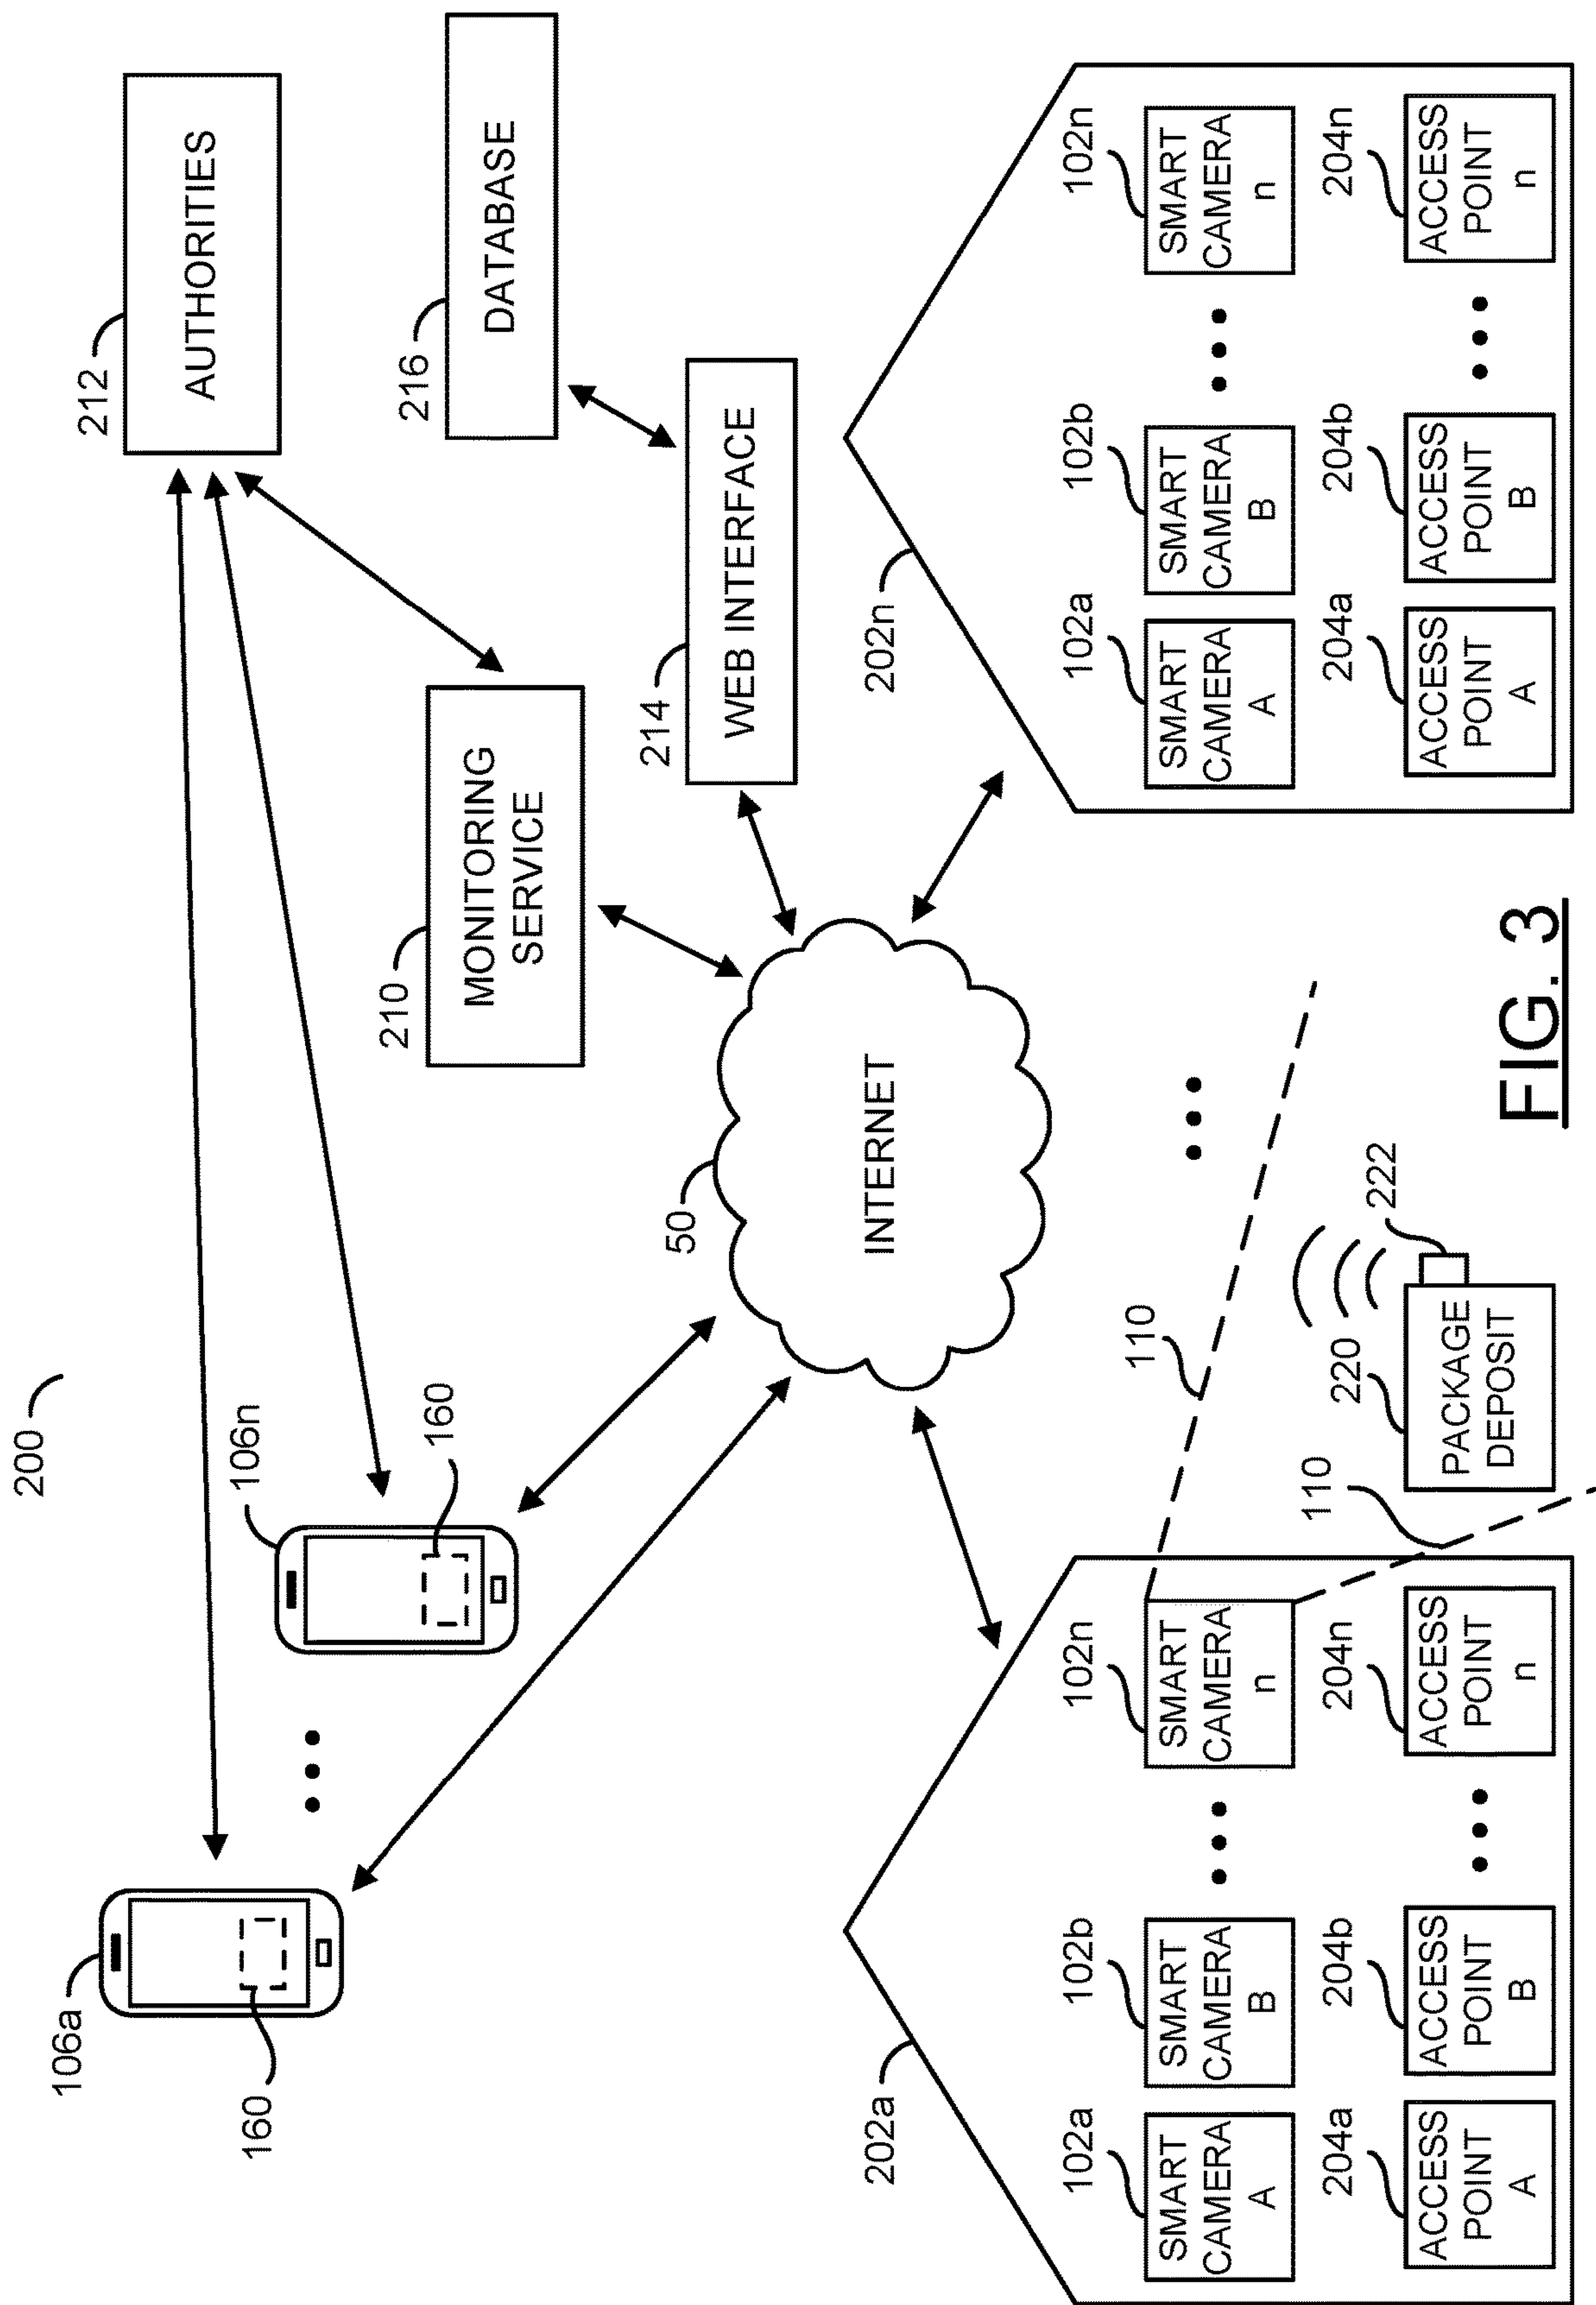 200
106a
160
106n
160
212
AUTHORITIES
210
MONITORING
SERVICE
216
DATABASE
214
WEB INTERFACE
50
INTERNET
202a
102a
SMART
CAMERA
A
102b
SMART
CAMERA
B
102n
SMART
CAMERA
n
204a
ACCESS
POINT
A
204b
ACCESS
POINT
B
204n
ACCESS
POINT
n
110
110
220
PACKAGE
DEPOSIT
222
202n
102a
SMART
CAMERA
A
102b
SMART
CAMERA
B
102n
SMART
CAMERA
n
204a
ACCESS
POINT
A
204b
ACCESS
POINT
B
204n
ACCESS
POINT
n
FIG. 3